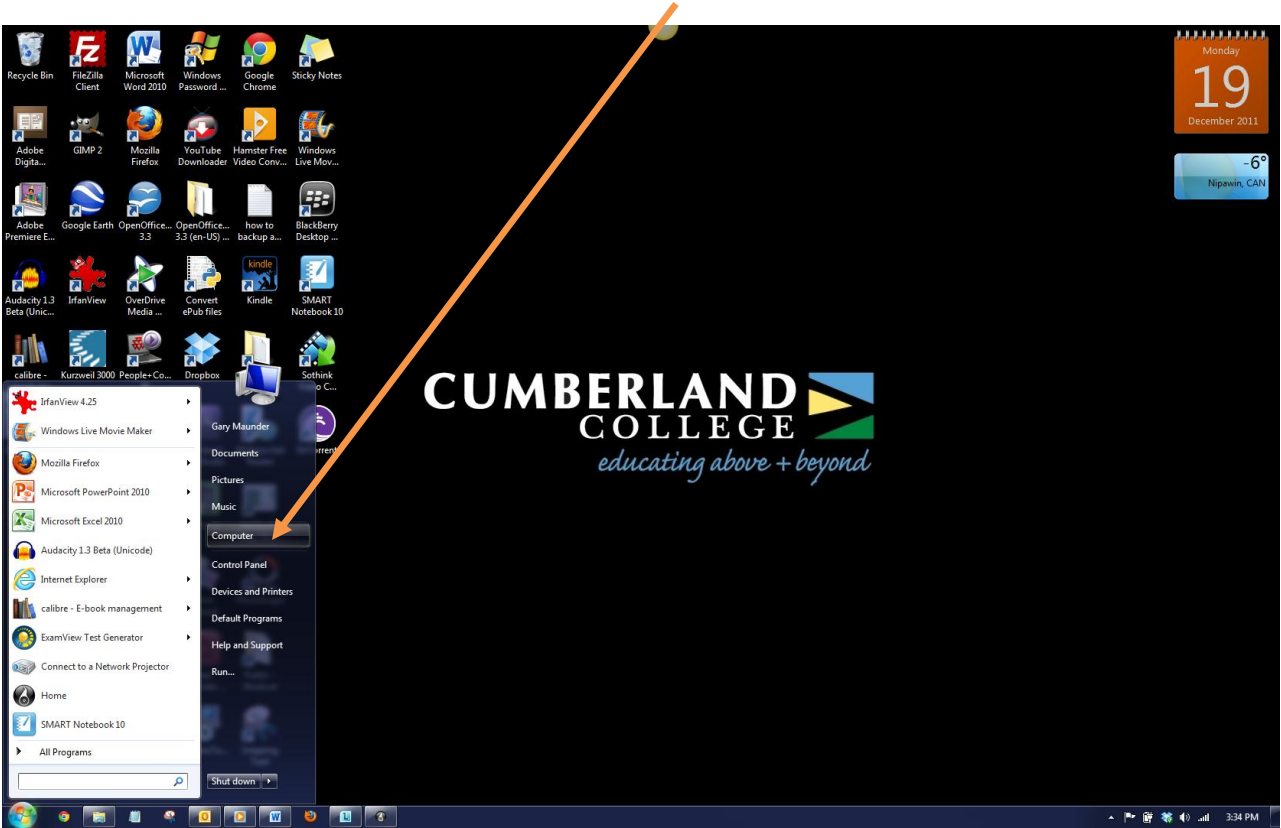 Recycle Bin
FileZilla
Client
Microsoft
Word 2010
Windows
Password ...
Google
Chrome
Sticky Notes
Adobe
Digita...
GIMP 2
Mozilla
Firefox
YouTube
Downloader
Hamster Free
Video Conv...
Windows
Live Mov...
Adobe
Premiere E...
Google Earth
OpenOffice...
3.3
OpenOffice...
3.3 (en-US) ...
how to
backup a...
BlackBerry
Desktop ...
Audacity 1.3
Beta (Unic...
IrfanView
OverDrive
Media ...
Convert
ePub files
kindle
Kindle
SMART
Notebook 10
calibre -
Kurzweil 3000
People+Co...
Dropbox
Sothink
Monday
19
December 2011
-6°
Nipawin, CAN
CUMBERLAND
COLLEGE
educating above + beyond
IrfanView 4.25
Windows Live Movie Maker
Mozilla Firefox
Microsoft PowerPoint 2010
Microsoft Excel 2010
Audacity 1.3 Beta (Unicode)
Internet Explorer
calibre - E-book management
ExamView Test Generator
Connect to a Network Projector
Home
SMART Notebook 10
All Programs
Gary Maunder
Documents
Pictures
Music
Computer
Control Panel
Devices and Printers
Default Programs
Help and Support
Run...
Shut down
3:34 PM